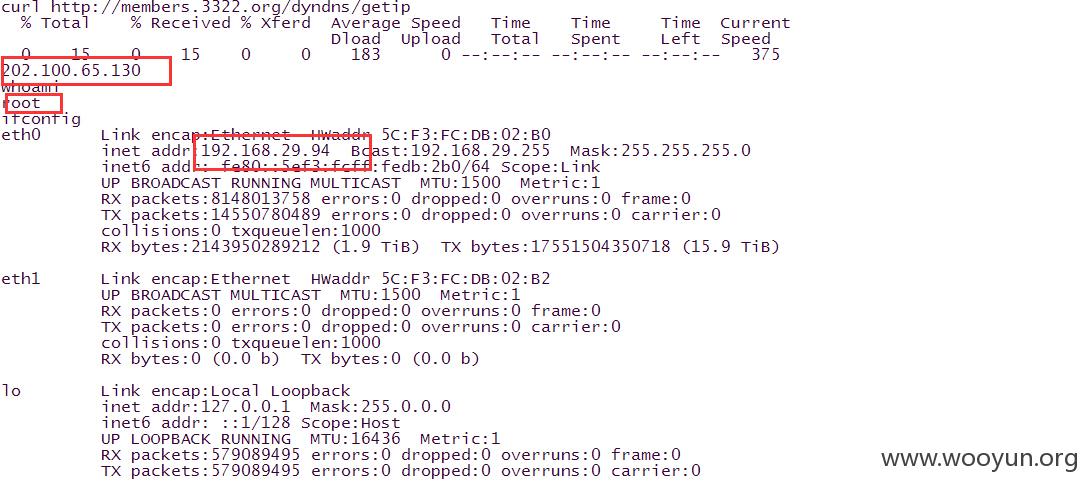 curl http://members.3322.org/dyndns/getip
% Total % Received % Xferd Average Speed Time Time Time Current
Dload Upload Total Spent Left Speed
0 15 0 15 0 0 183 0 --:--:-- --:--:-- --:--:-- 375
202.100.65.130
whoami
root
ifconfig
eth0 Link encap:Ethernet HWaddr 5C:F3:FC:DB:02:B0
inet addr:192.168.29.94 Bcast:192.168.29.255 Mask:255.255.255.0
inet6 addr: fe80::5ef3:fcff:fedb:2b0/64 Scope:Link
UP BROADCAST RUNNING MULTICAST MTU:1500 Metric:1
RX packets:8148013758 errors:0 dropped:0 overruns:0 frame:0
TX packets:14550780489 errors:0 dropped:0 overruns:0 carrier:0
collisions:0 txqueuelen:1000
RX bytes:2143950289212 (1.9 TiB) TX bytes:17551504350718 (15.9 TiB)
eth1 Link encap:Ethernet HWaddr 5C:F3:FC:DB:02:B2
UP BROADCAST MULTICAST MTU:1500 Metric:1
RX packets:0 errors:0 dropped:0 overruns:0 frame:0
TX packets:0 errors:0 dropped:0 overruns:0 carrier:0
collisions:0 txqueuelen:1000
RX bytes:0 (0.0 b) TX bytes:0 (0.0 b)
lo Link encap:Local Loopback
inet addr:127.0.0.1 Mask:255.0.0.0
inet6 addr: ::1/128 Scope:Host
UP LOOPBACK RUNNING MTU:16436 Metric:1
RX packets:579089495 errors:0 dropped:0 overruns:0 frame:0
TX packets:579089495 errors:0 dropped:0 overruns:0 carrier:0
www.wooyun.org